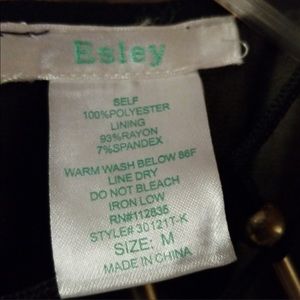 Esley
SELF
100%POLYESTER
LINING
93%RAYON
7%SPANDEX
WARM WASH BELOW 86F
LINE DRY
DO NOT BLEACH
IRON LOW
RN#112835
STYLE#30121T-K
SIZE: M
MADE IN CHINA